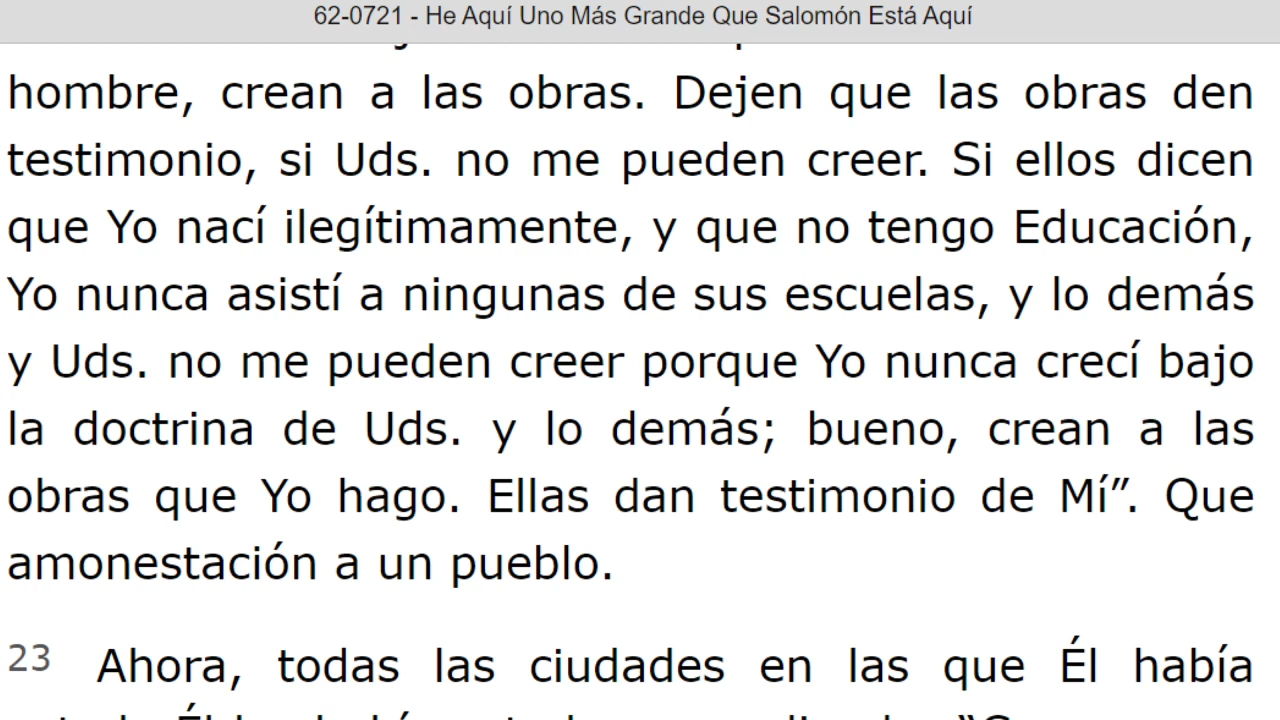 62-0721 - He Aquí Uno Más Grande Que Salomón Está Aquí
hombre, crean a las obras. Dejen que las obras den
testimonio, si Uds. no me pueden creer. Si ellos dicen
que Yo nací ilegítimamente, y que no tengo Educación,
Yo nunca asistí a ningunas de sus escuelas, y lo demás
y Uds. no me pueden creer porque Yo nunca crecí bajo
la doctrina de Uds. y lo demás; bueno, crean a las
obras que Yo hago. Ellas dan testimonio de Mí”. Que
amonestación a un pueblo.
23 Ahora, todas las ciudades en las que Él había